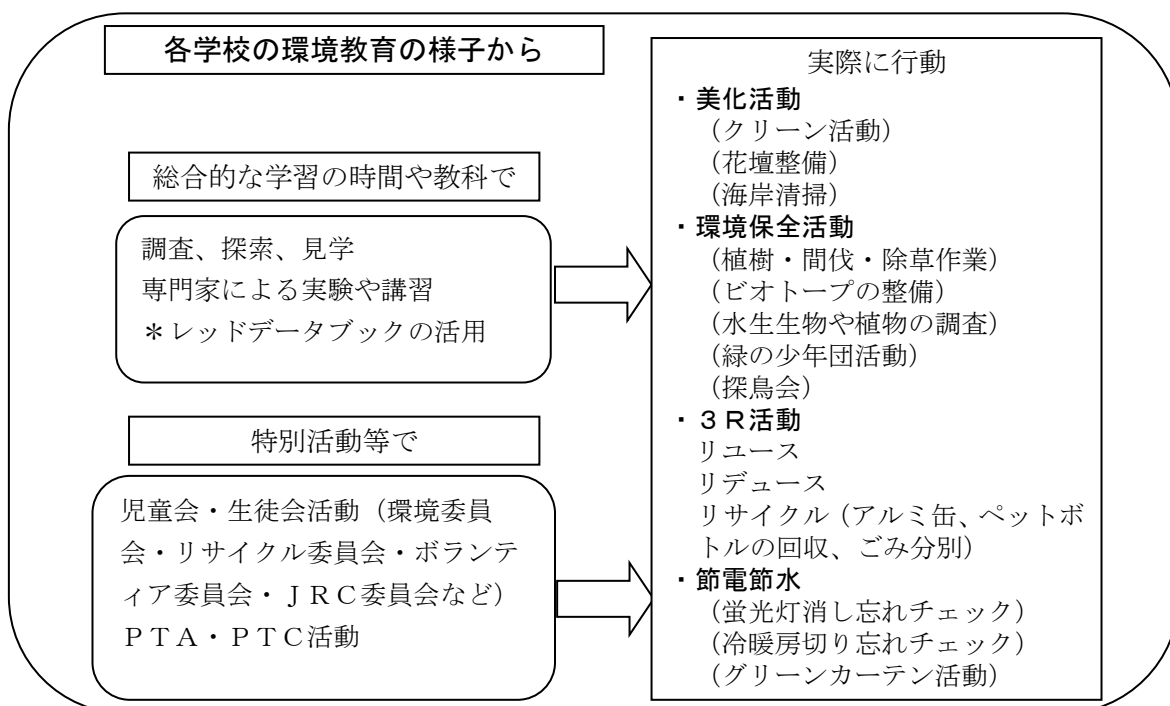 各学校の環境教育の様子から
総合的な学習の時間や教科で
調査、探索、見学
専門家による実験や講習
＊レッドデータブックの活用
特別活動等で
児童会・生徒会活動（環境委員
会・リサイクル委員会・ボランテ
ィア委員会・ＪＲＣ委員会など）
ＰＴＡ・ＰＴＣ活動
実際に行動
・美化活動
（クリーン活動）
（花壇整備）
（海岸清掃）
・環境保全活動
（植樹・間伐・除草作業）
（ビオトープの整備）
（水生生物や植物の調査）
（緑の少年団活動）
（探鳥会）
・３Ｒ活動
リユース
リデュース
リサイクル（アルミ缶、ペットボ
トルの回収、ごみ分別）
・節電節水
（蛍光灯消し忘れチェック）
（冷暖房切り忘れチェック）
（グリーンカーテン活動）